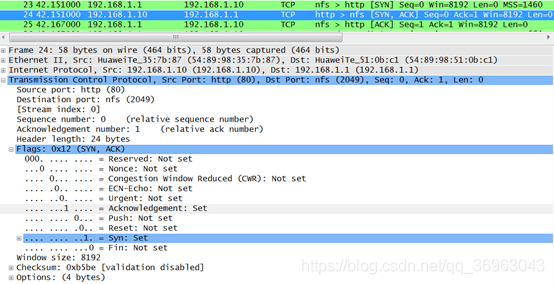 23 42.151000 192.168.1.1 192.168.1.10 TCP nfs > http [SYN] Seq=0 Win=8192 Len=0 MSS=1460
24 42.151000 192.168.1.10 192.168.1.1 TCP http > nfs [SYN, ACK] Seq=0 Ack=1 Win=8192 Len=0
25 42.167000 192.168.1.1 192.168.1.10 TCP nfs > http [ACK] Seq=1 Ack=1 Win=8192 Len=0
Frame 24: 58 bytes on wire (464 bits), 58 bytes captured (464 bits)
Ethernet II, Src: HuaweiTe_35:7b:87 (54:89:98:35:7b:87), Dst: HuaweiTe_51:0b:c1 (54:89:98:51:0b:c1)
Internet Protocol, Src: 192.168.1.10 (192.168.1.10), Dst: 192.168.1.1 (192.168.1.1)
Transmission Control Protocol, Src Port: http (80), Dst Port: nfs (2049), Seq: 0, Ack: 1, Len: 0
Source port: http (80)
Destination port: nfs (2049)
[Stream index: 0]
Sequence number: 0 (relative sequence number)
Acknowledgement number: 1 (relative ack number)
Header length: 24 bytes
Flags: 0x12 (SYN, ACK)
000. .... .... = Reserved: Not set
...0 .... .... = Nonce: Not set
.... 0... .... = Congestion Window Reduced (CWR): Not set
.... .0.. .... = ECN-Echo: Not set
.... ..0. .... = Urgent: Not set
.... ...1 .... = Acknowledgement: Set
.... .... 0... = Push: Not set
.... .... .0.. = Reset: Not set
.... .... ..1. = Syn: Set
.... .... ...0 = Fin: Not set
Window size: 8192
Checksum: 0xb5be [validation disabled]
Options: (4 bytes)
https://blog.csdn.net/qq_36963043